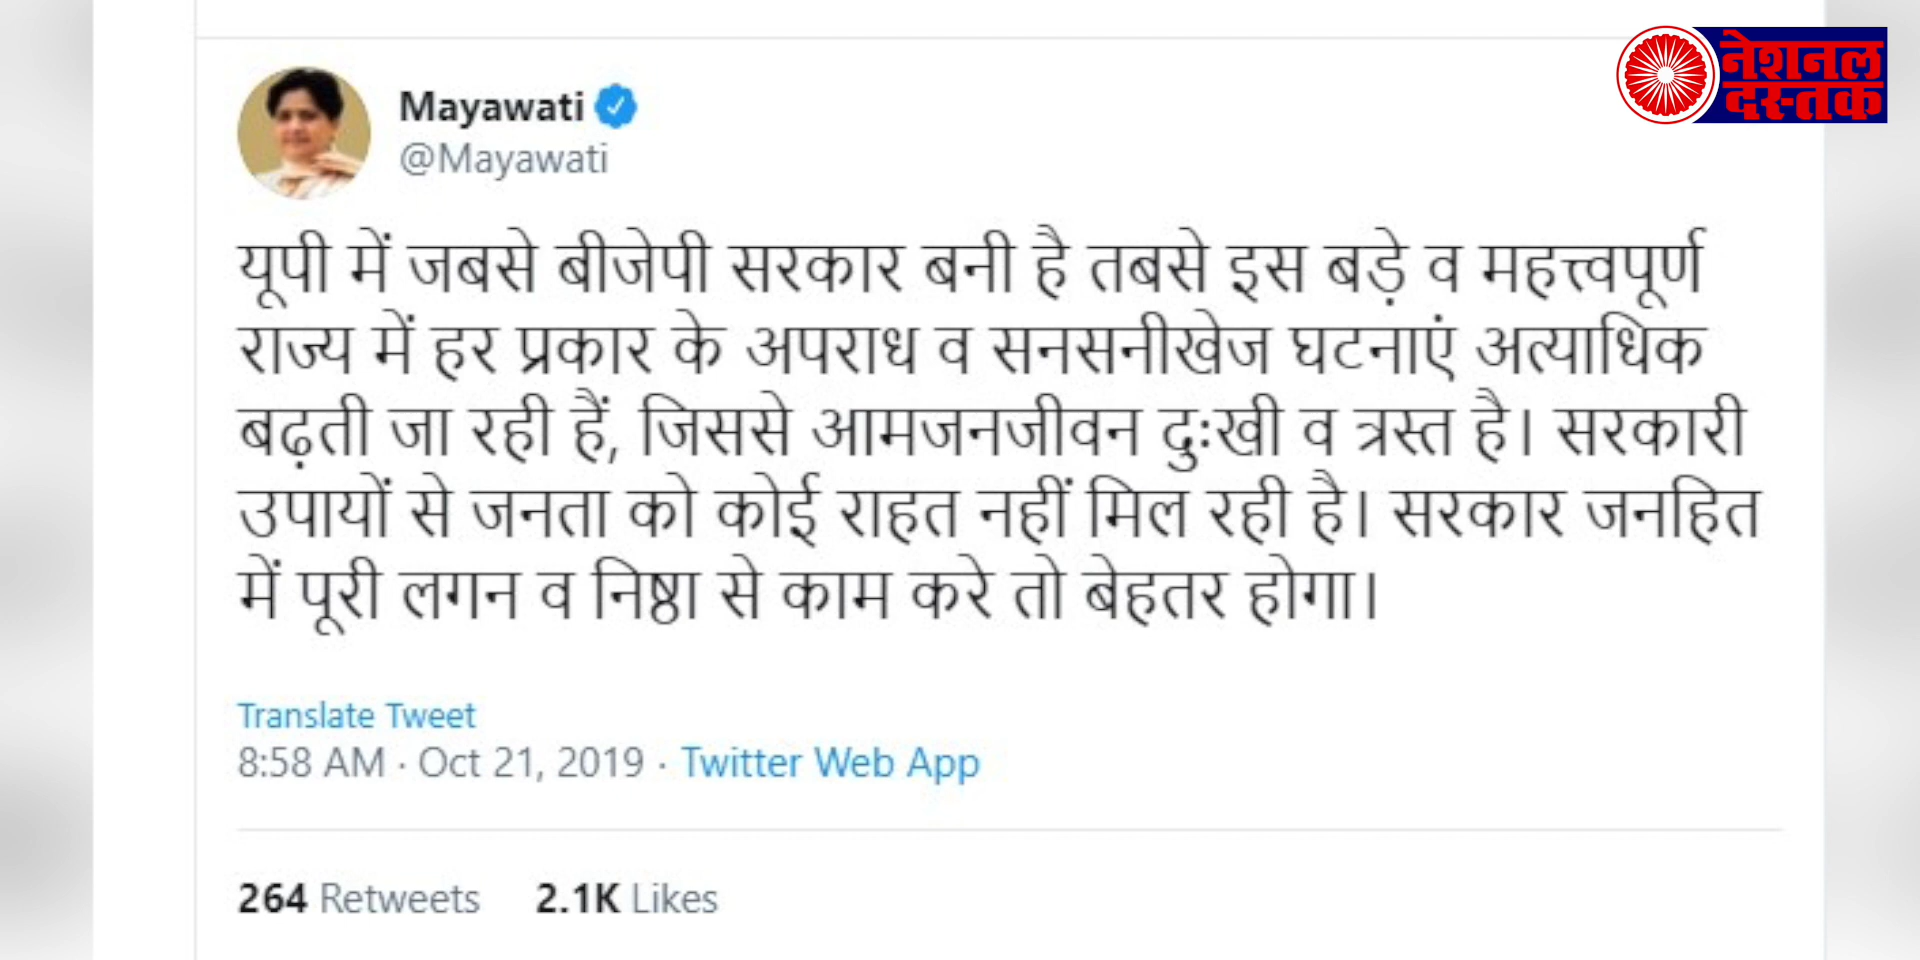 नेशनल
दस्तक
Mayawati
@Mayawati
यूपी में जबसे बीजेपी सरकार बनी है तबसे इस बड़े व महत्त्वपूर्ण
राज्य में हर प्रकार के अपराध व सनसनीखेज घटनाएं अत्याधिक
बढ़ती जा रही हैं, जिससे आमजनजीवन दुःखी व त्रस्त है। सरकारी
उपायों से जनता को कोई राहत नहीं मिल रही है। सरकार जनहित
में पूरी लगन व निष्ठा से काम करे तो बेहतर होगा।
Translate Tweet
8:58 AM · Oct 21, 2019 · Twitter Web App
264 Retweets 2.1K Likes